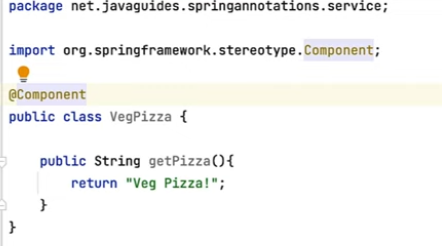 package net.javaguides.springannotations.service;
import org.springframework.stereotype.Component;
@Component
public class VegPizza {
public String getPizza(){
return "Veg Pizza!";
}
}